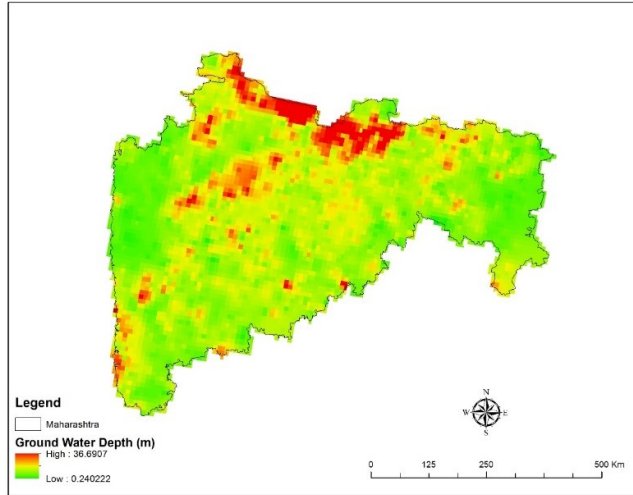 N
W E
S
Legend
Maharashtra
Ground Water Depth (m)
High : 36.6907
Low : 0.240222
0 125 250 500 Km